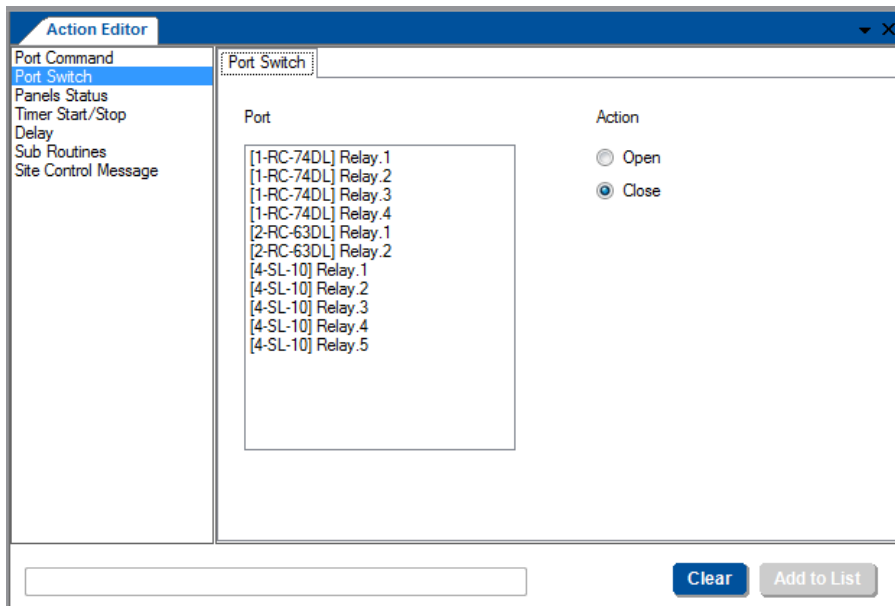 Action Editor
Port Command
Port Switch
Panels Status
Timer Start/Stop
Delay
Sub Routines
Site Control Message
Port Switch
Port
[1-RC-74DL] Relay.1
[1-RC-74DL] Relay.2
[1-RC-74DL] Relay.3
[1-RC-74DL] Relay.4
[2-RC-63DL] Relay.1
[2-RC-63DL] Relay.2
[4-SL-10] Relay.1
[4-SL-10] Relay.2
[4-SL-10] Relay.3
[4-SL-10] Relay.4
[4-SL-10] Relay.5
Action
Open
Close
Clear
Add to List